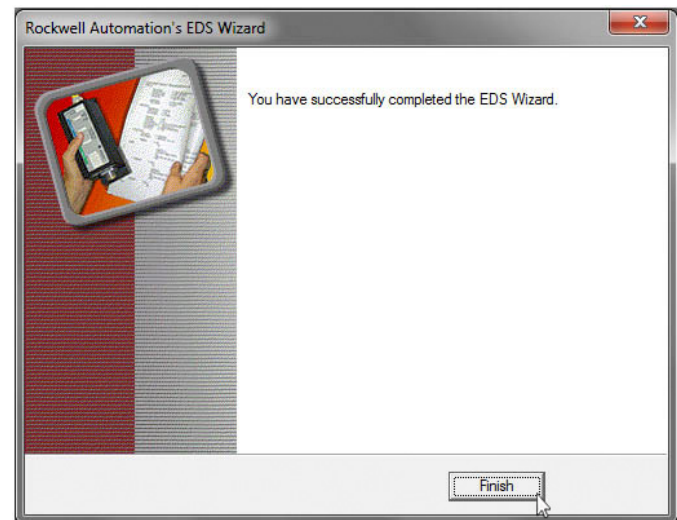 Rockwell Automation's EDS Wizard
You have successfully completed the EDS Wizard.
Finish